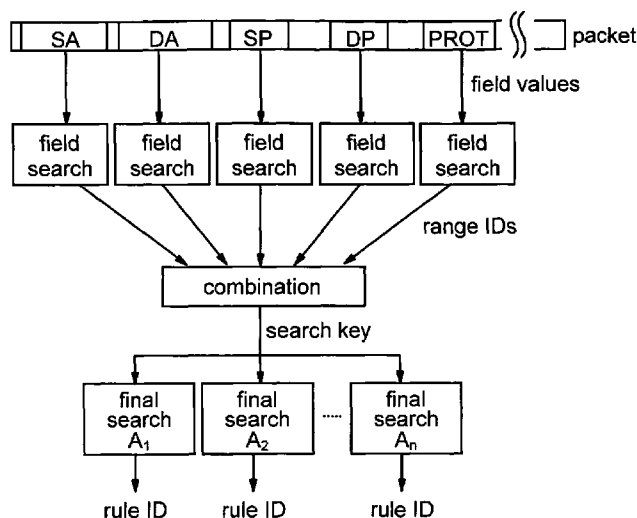 SA DA SP DP PROT packet
field values
field search field search field search field search field search
range IDs
combination
search key
final search A1 final search A2 ..... final search An
rule ID rule ID rule ID